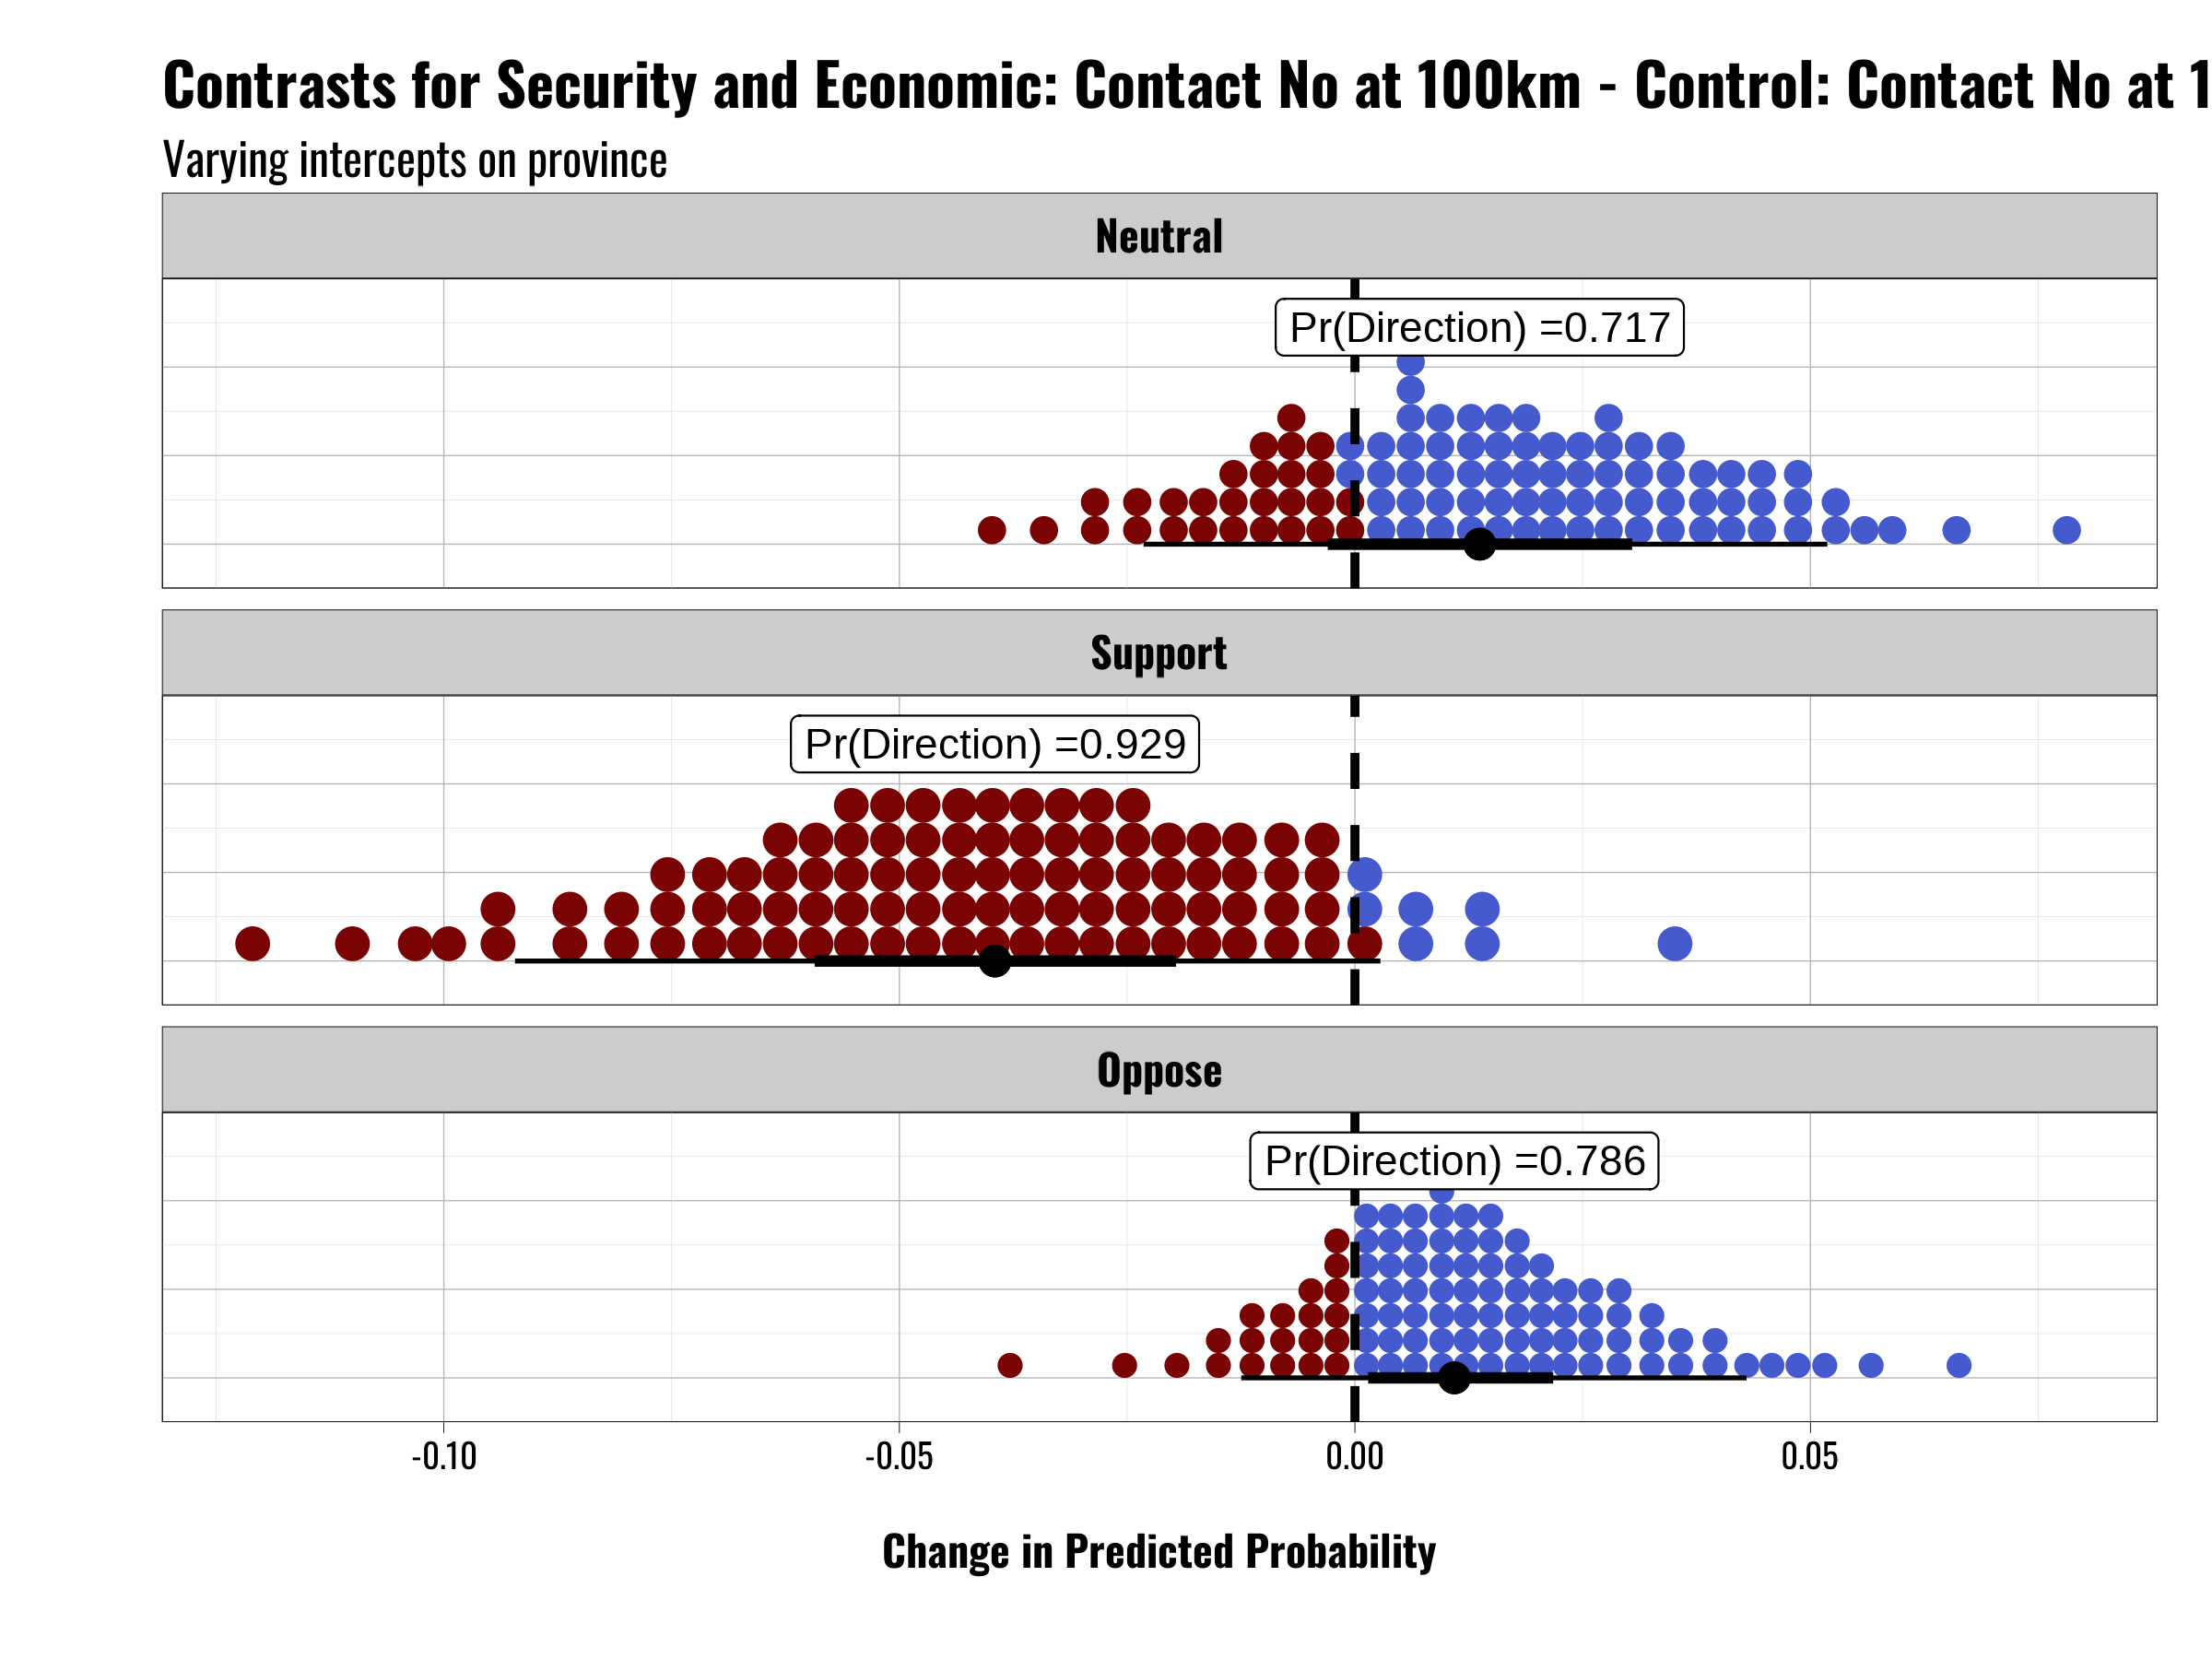 Contrasts for Security and Economic: Contact No at 100km - Control: Contact No at 1
Varying intercepts on province
Neutral
Pr(Direction) =0.717
Support
Pr(Direction) =0.929
Oppose
Pr(Direction) =0.786
-0.10 -0.05 0.00 0.05
Change in Predicted Probability